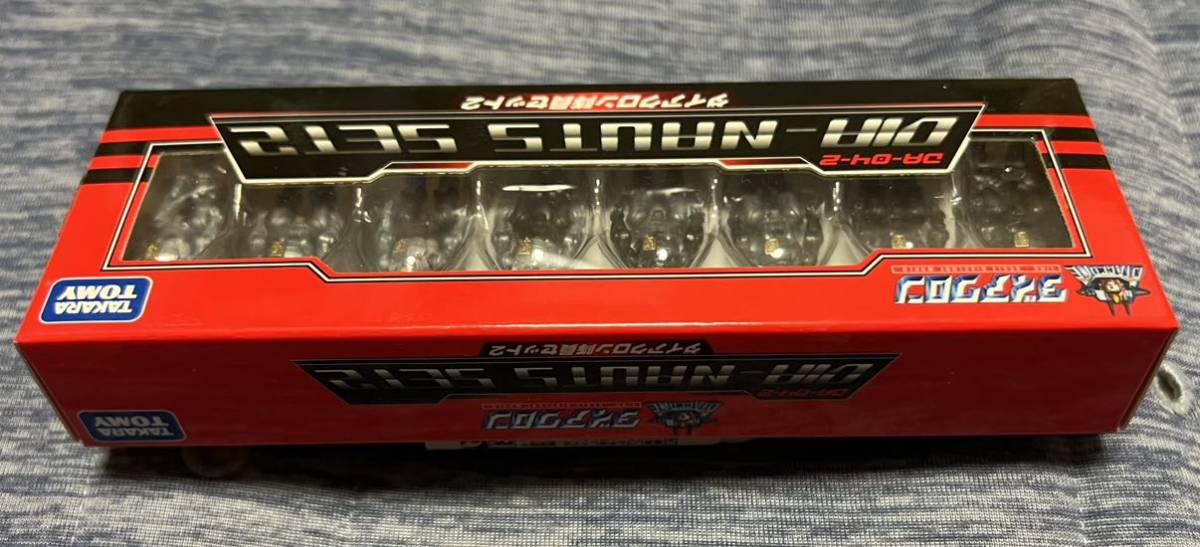 DIACLONE
ダイアクロン
DA-04-2
DIA-NAUTS SET2
ダイアクロン隊員セット2
TAKARA
TOMY
DIACLONE
ダイアクロン
DA-04-2
DIA-NAUTS SET2
ダイアクロン隊員セット2
TAKARA
TOMY